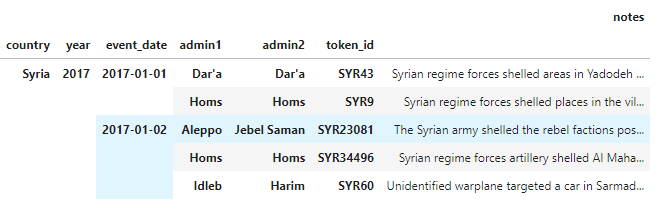 notes
country year event_date admin1 admin2 token_id
Syria 2017 2017-01-01 Dar'a Dar'a SYR43 Syrian regime forces shelled areas in Yadodeh ...
Homs Homs SYR9 Syrian regime forces shelled places in the vil...
2017-01-02 Aleppo Jebel Saman SYR23081 The Syrian army shelled the rebel factions pos...
Homs Homs SYR34496 Syrian regime forces artillery shelled Al Maha...
Idleb Harim SYR60 Unidentified warplane targeted a car in Sarmad...